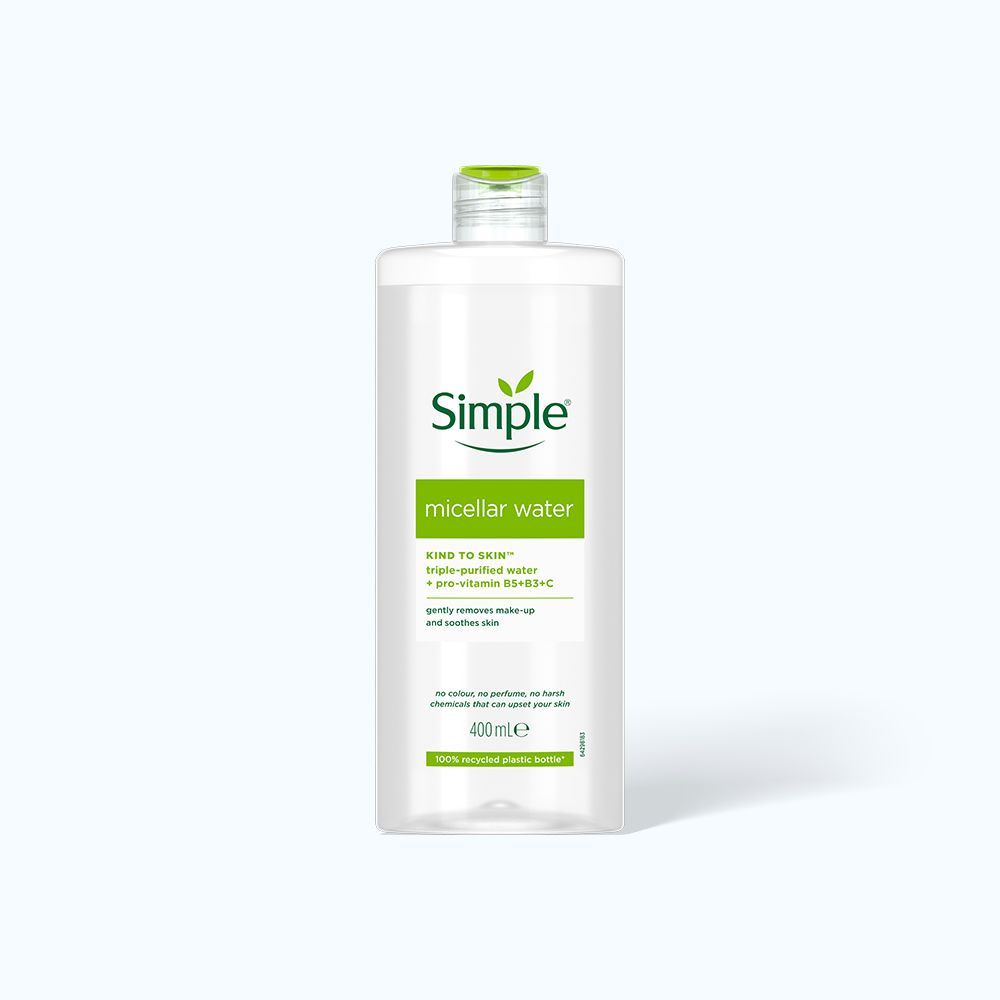 Simple®
micellar water
KIND TO SKIN™
triple-purified water
+ pro-vitamin B5+B3+C
gently removes make-up
and soothes skin
no colour, no perfume, no harsh
chemicals that can upset your skin
400 mL ℮
64298183
100% recycled plastic bottle*